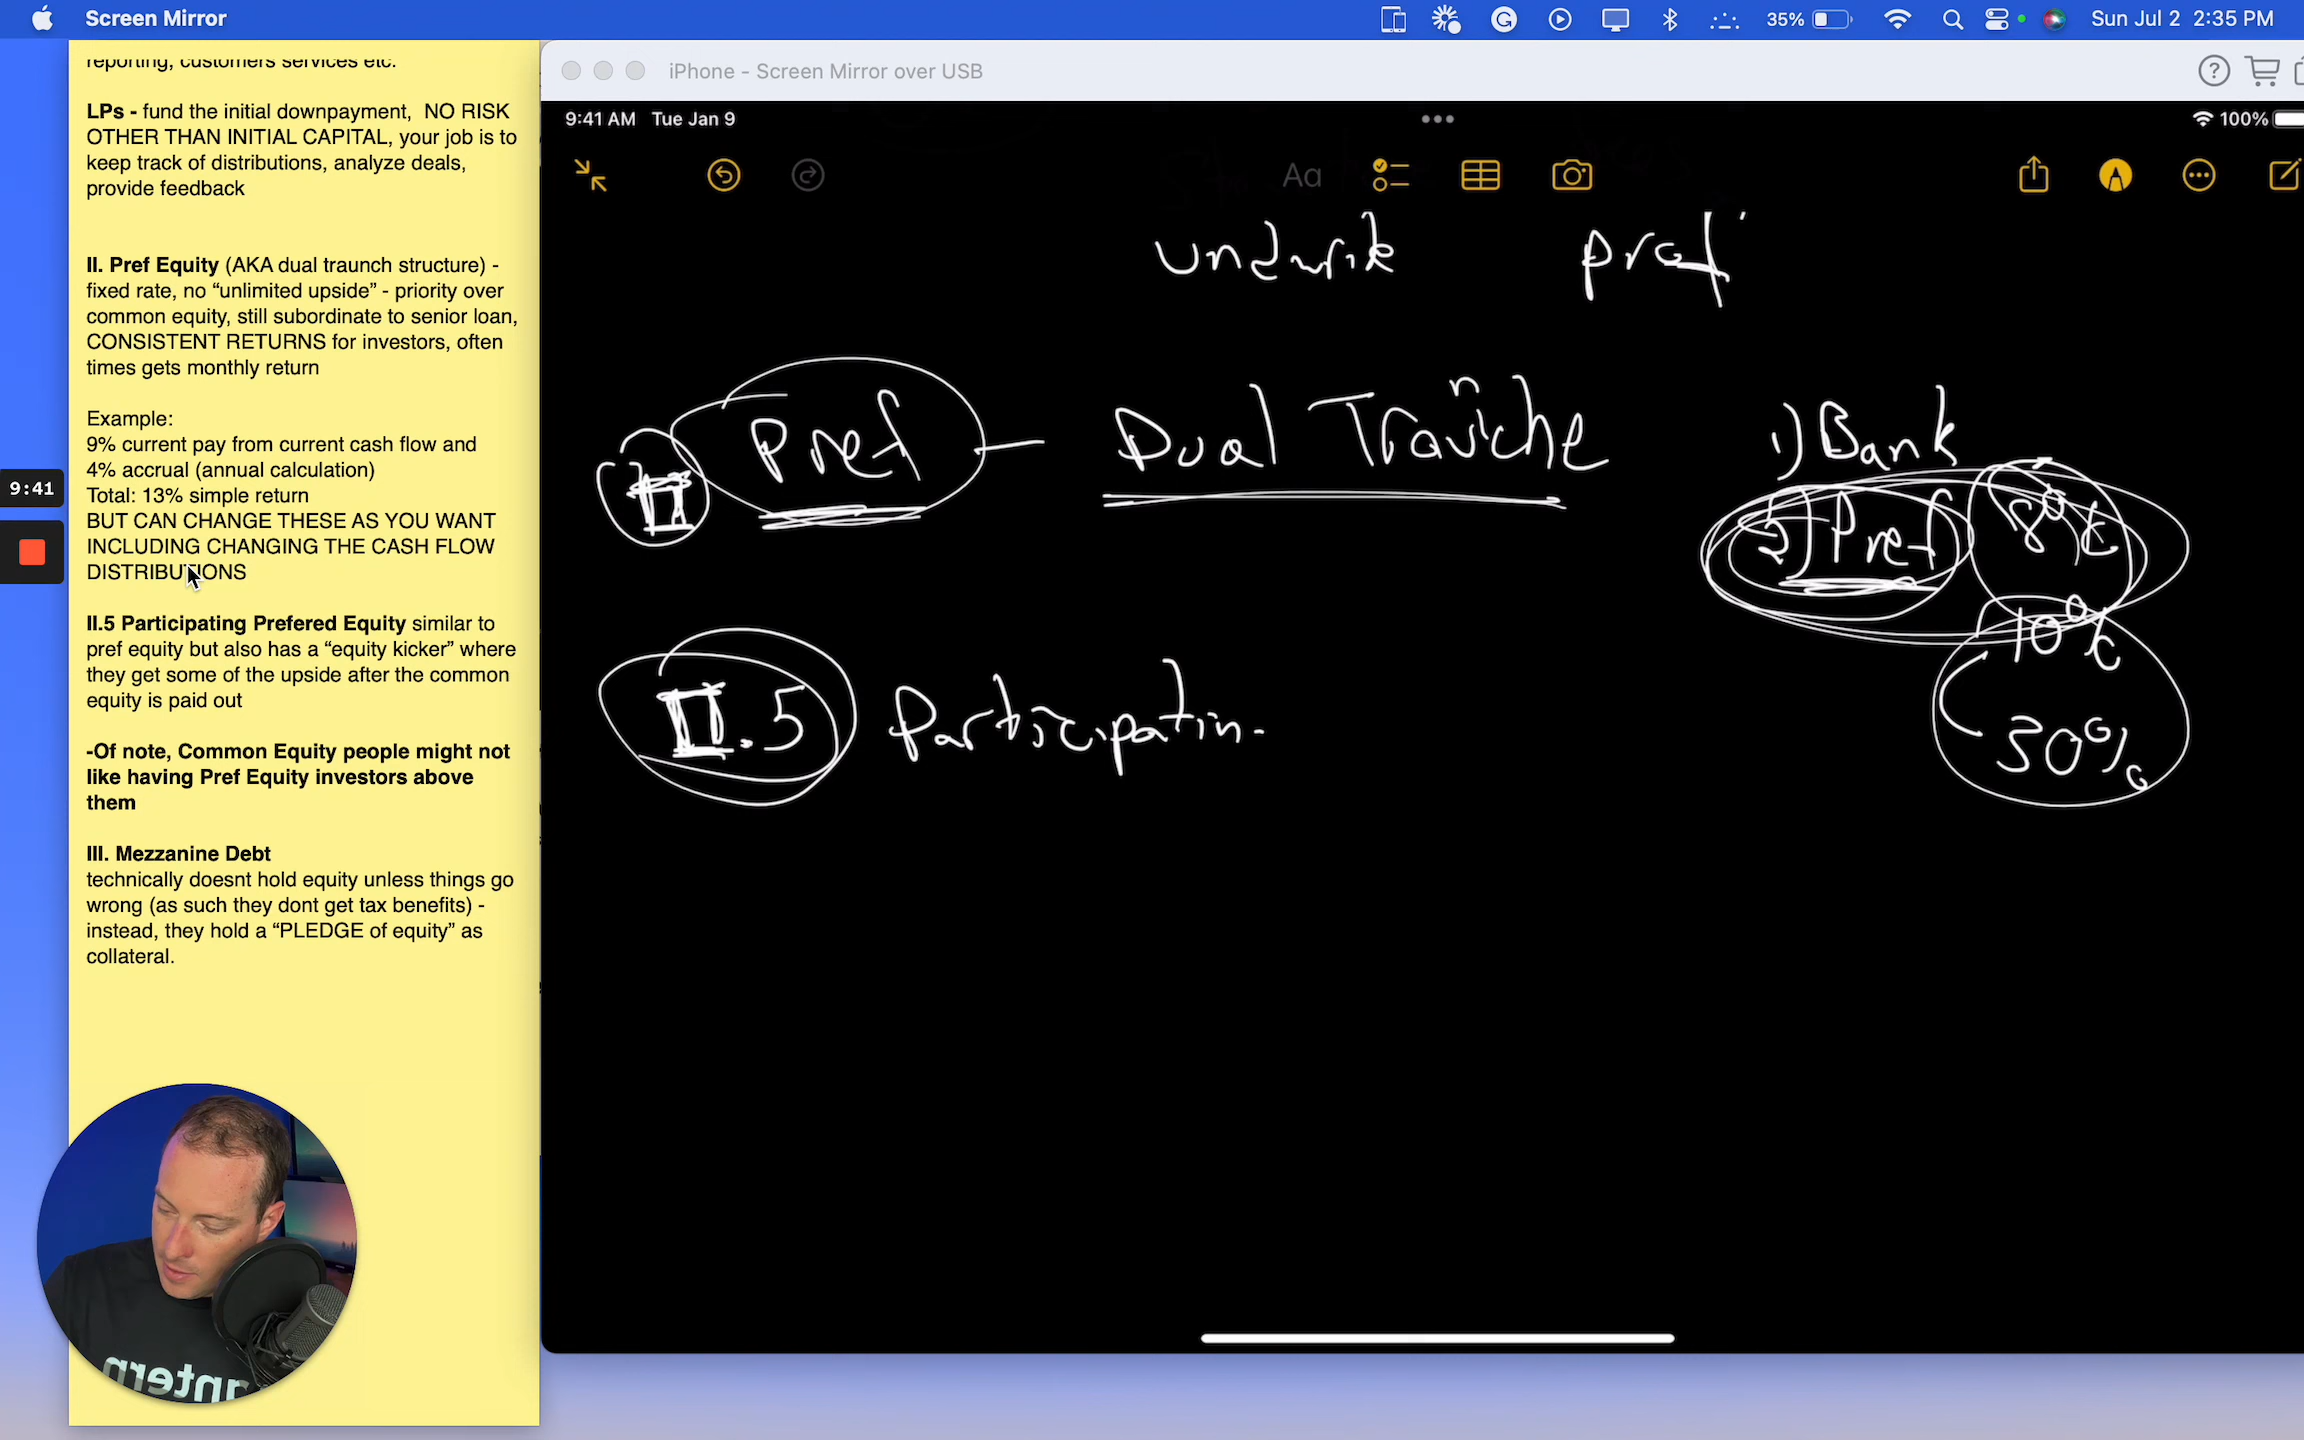 Screen Mirror
35%
Sun Jul 2 2:35 PM
reporting, customers services etc.
LPs - fund the initial downpayment, NO RISK
OTHER THAN INITIAL CAPITAL, your job is to
keep track of distributions, analyze deals,
provide feedback
II. Pref Equity (AKA dual traunch structure) -
fixed rate, no “unlimited upside” - priority over
common equity, still subordinate to senior loan,
CONSISTENT RETURNS for investors, often
times gets monthly return
Example:
9% current pay from current cash flow and
4% accrual (annual calculation)
Total: 13% simple return
BUT CAN CHANGE THESE AS YOU WANT
INCLUDING CHANGING THE CASH FLOW
DISTRIBUTIONS
II.5 Participating Prefered Equity similar to
pref equity but also has a “equity kicker” where
they get some of the upside after the common
equity is paid out
-Of note, Common Equity people might not
like having Pref Equity investors above
them
III. Mezzanine Debt
technically doesnt hold equity unless things go
wrong (as such they dont get tax benefits) -
instead, they hold a “PLEDGE of equity” as
collateral.
9:41
iPhone - Screen Mirror over USB
9:41 AM Tue Jan 9
100%
Aa
pref
II Pref - Dual Traunche
1) Bank
2) Pref 8%
10%
30%
II.5 Participatin